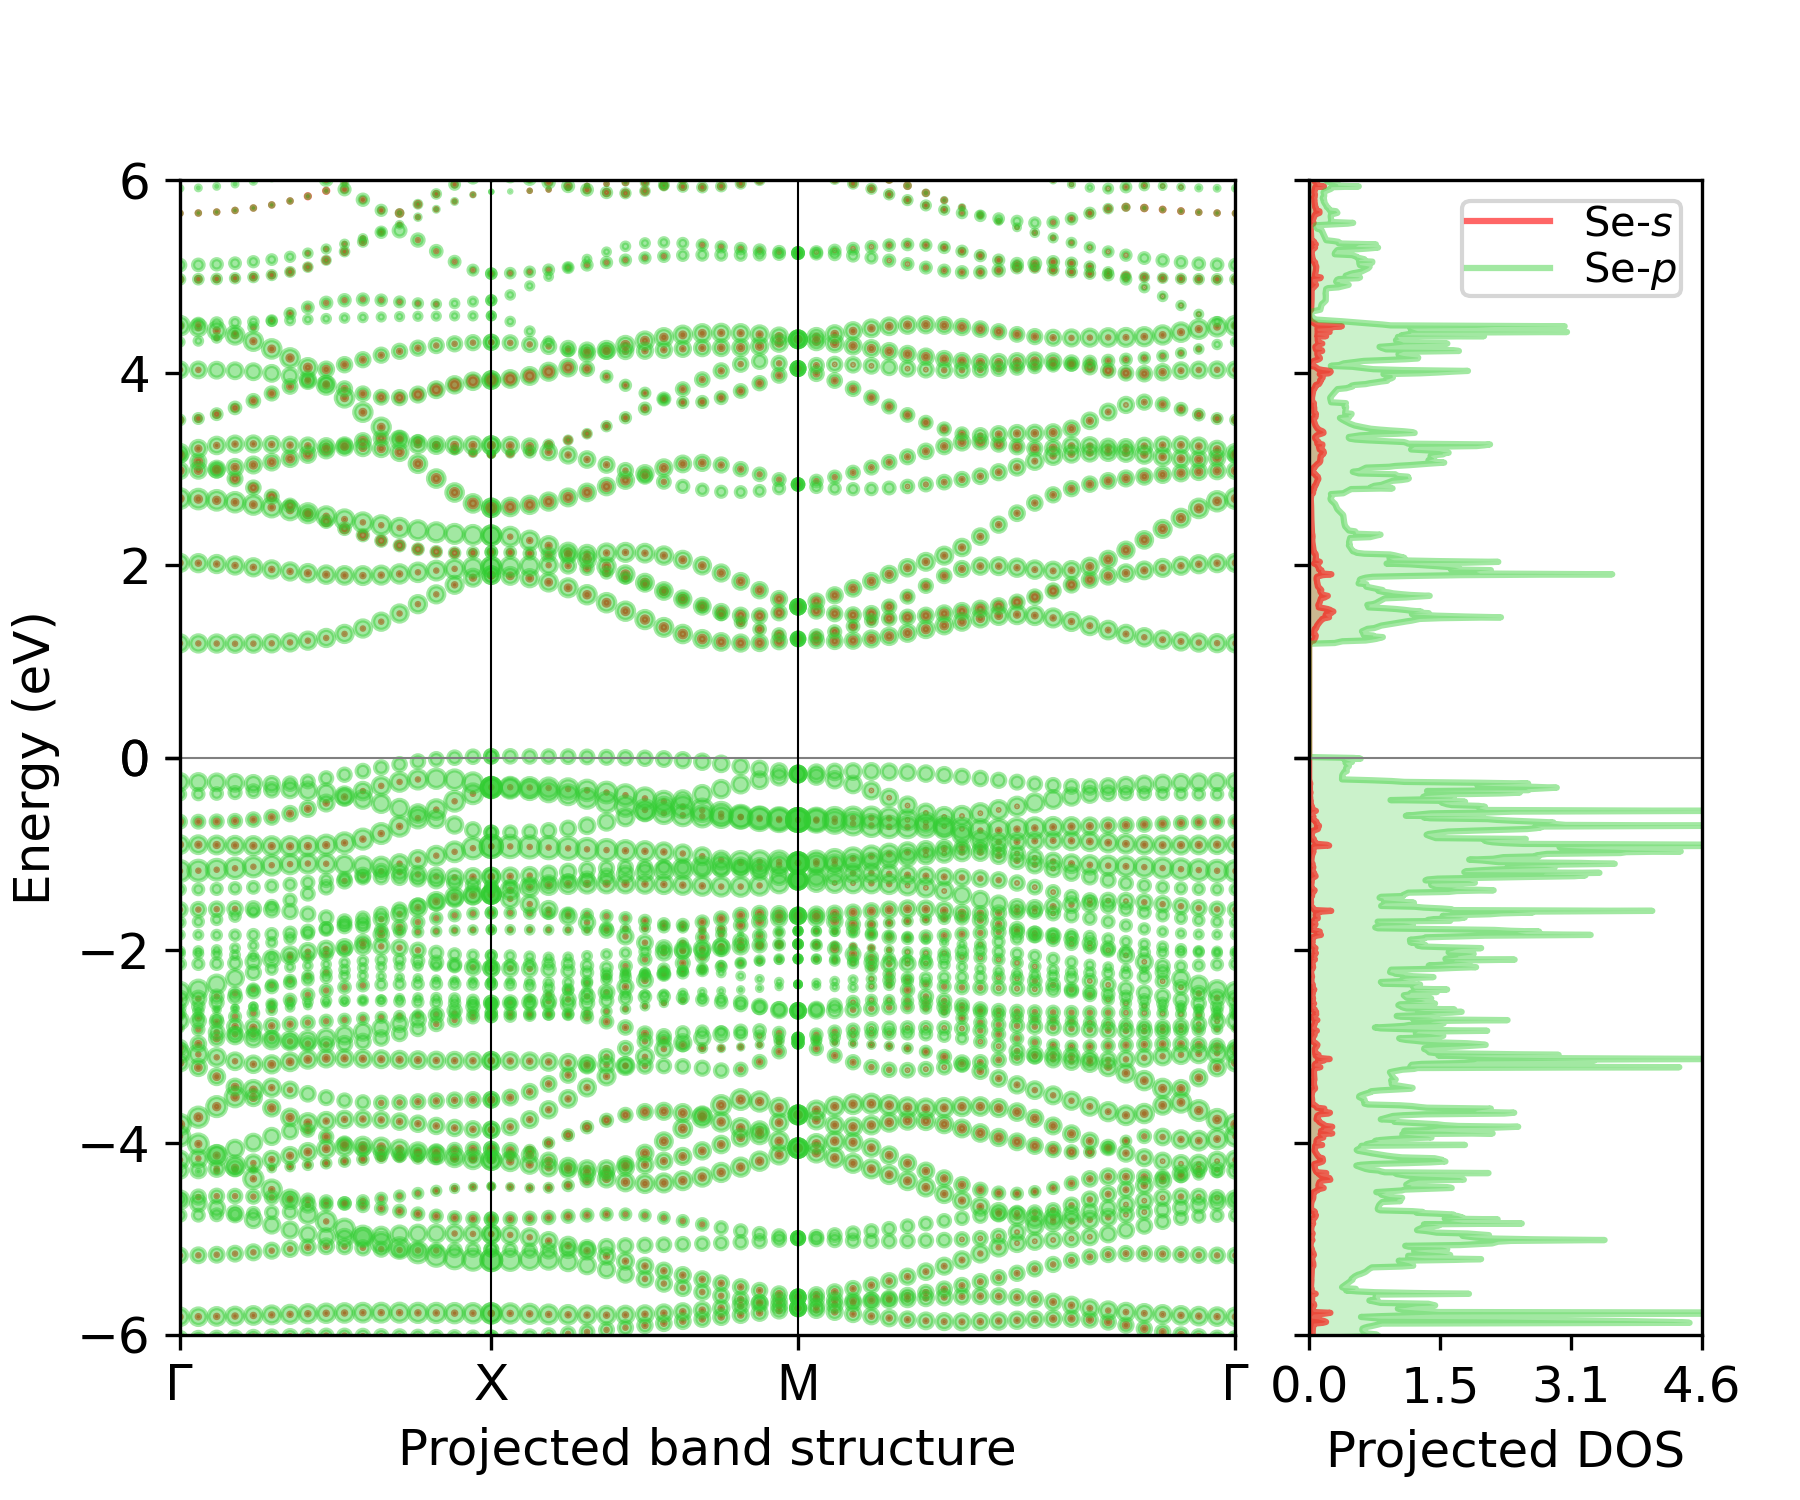 6
4
2
0
−2
−4
−6
Energy (eV)
Γ
X
M
Γ
Projected band structure
Se-s
Se-p
0.0
1.5
3.1
4.6
Projected DOS